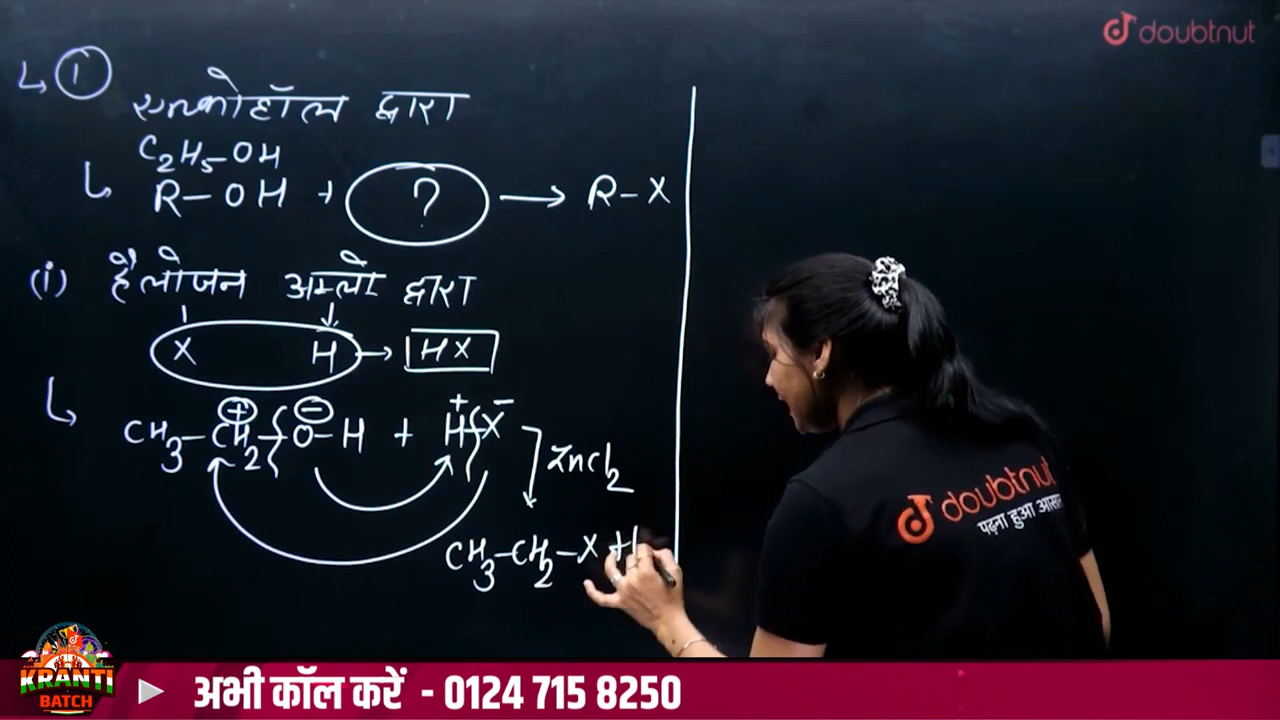 doubtnut
↳ ① एल्कोहॉल द्वारा
C₂H₅-OH
↳ R-OH + ? → R-X
(i) हैलोजन अम्लो द्वारा
X H → HX
↳ CH₃-CH₂-O-H + H-X
⊕ ⊖ + -
ZnCl₂
CH₃-CH₂-X + H
doubtnut
पढ़ना हुआ आसान
KRANTI
BATCH
अभी कॉल करें - 0124 715 8250